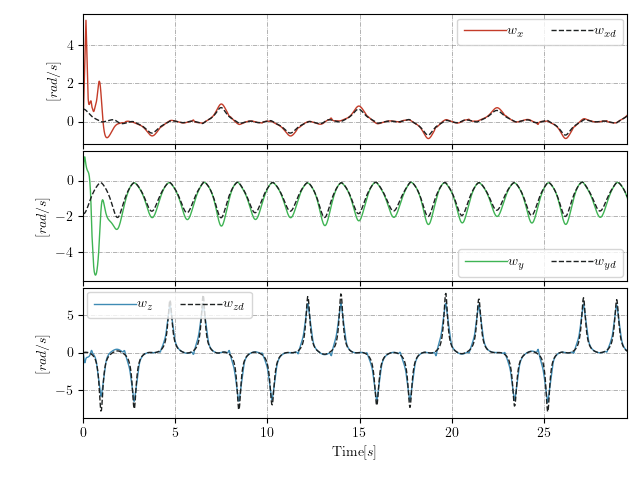 4
2
0
[rad/s]
w_x w_xd
0
−2
−4
[rad/s]
w_y w_yd
5
0
−5
[rad/s]
w_z w_zd
0 5 10 15 20 25
Time[s]